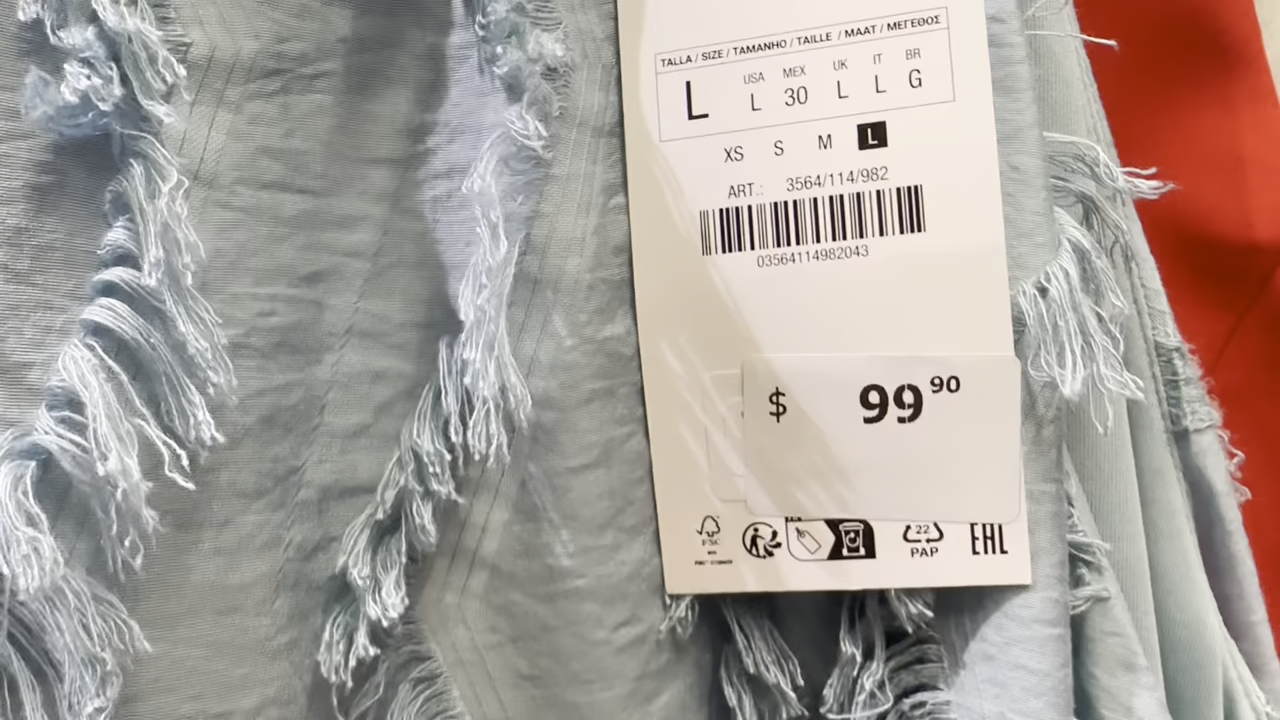 TALLA / SIZE / TAMANHO / TAILLE / MAAT / ΜΕΓΕΘΟΣ
USA MEX UK IT BR
L L 30 L L G
XS S M L
ART.: 3564/114/982
03564114982043
$ 99 90
FSC
22
PAP
EAC